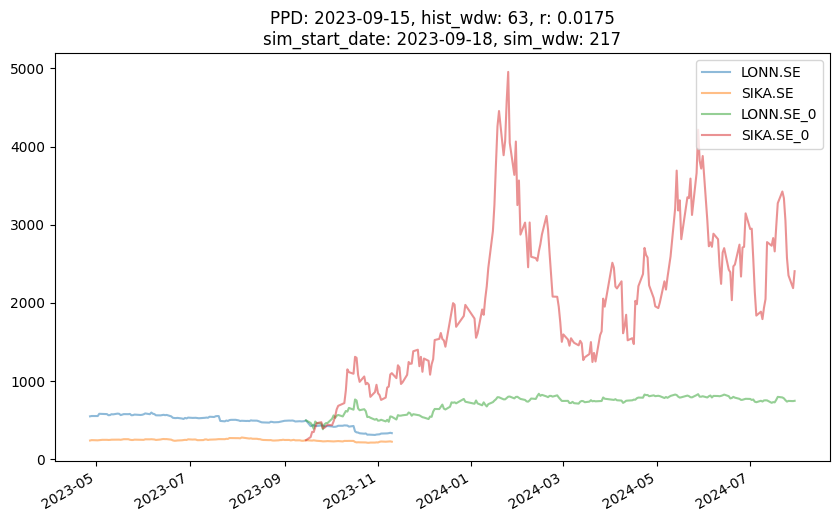 PPD: 2023-09-15, hist_wdw: 63, r: 0.0175
sim_start_date: 2023-09-18, sim_wdw: 217
LONN.SE
SIKA.SE
LONN.SE_0
SIKA.SE_0
5000
4000
3000
2000
1000
0
2023-05
2023-07
2023-09
2023-11
2024-01
2024-03
2024-05
2024-07